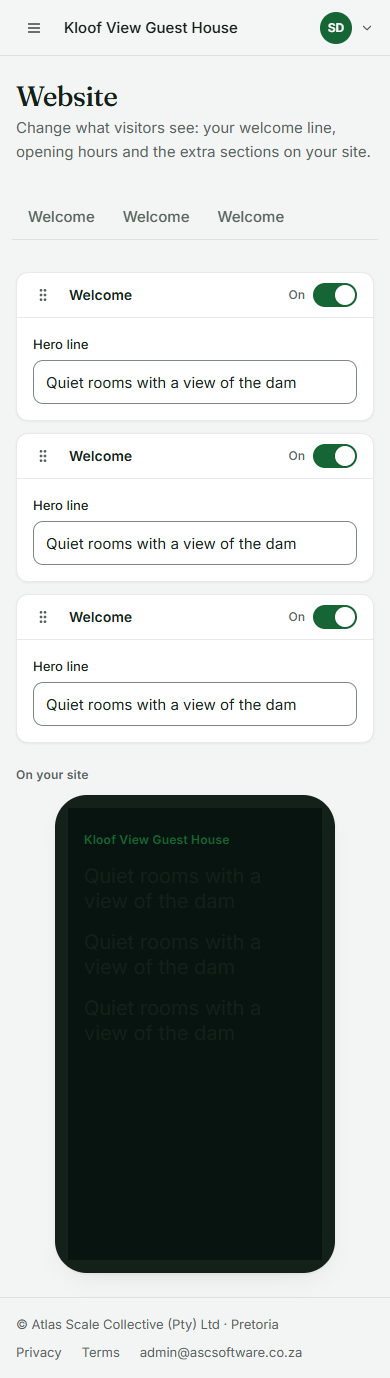 Kloof View Guest House
SD
Website
Change what visitors see: your welcome line,
opening hours and the extra sections on your site.
Welcome Welcome Welcome
Welcome On
Hero line
Quiet rooms with a view of the dam
Welcome On
Hero line
Quiet rooms with a view of the dam
Welcome On
Hero line
Quiet rooms with a view of the dam
On your site
Kloof View Guest House
Quiet rooms with a
view of the dam
Quiet rooms with a
view of the dam
Quiet rooms with a
view of the dam
© Atlas Scale Collective (Pty) Ltd · Pretoria
Privacy Terms admin@ascsoftware.co.za